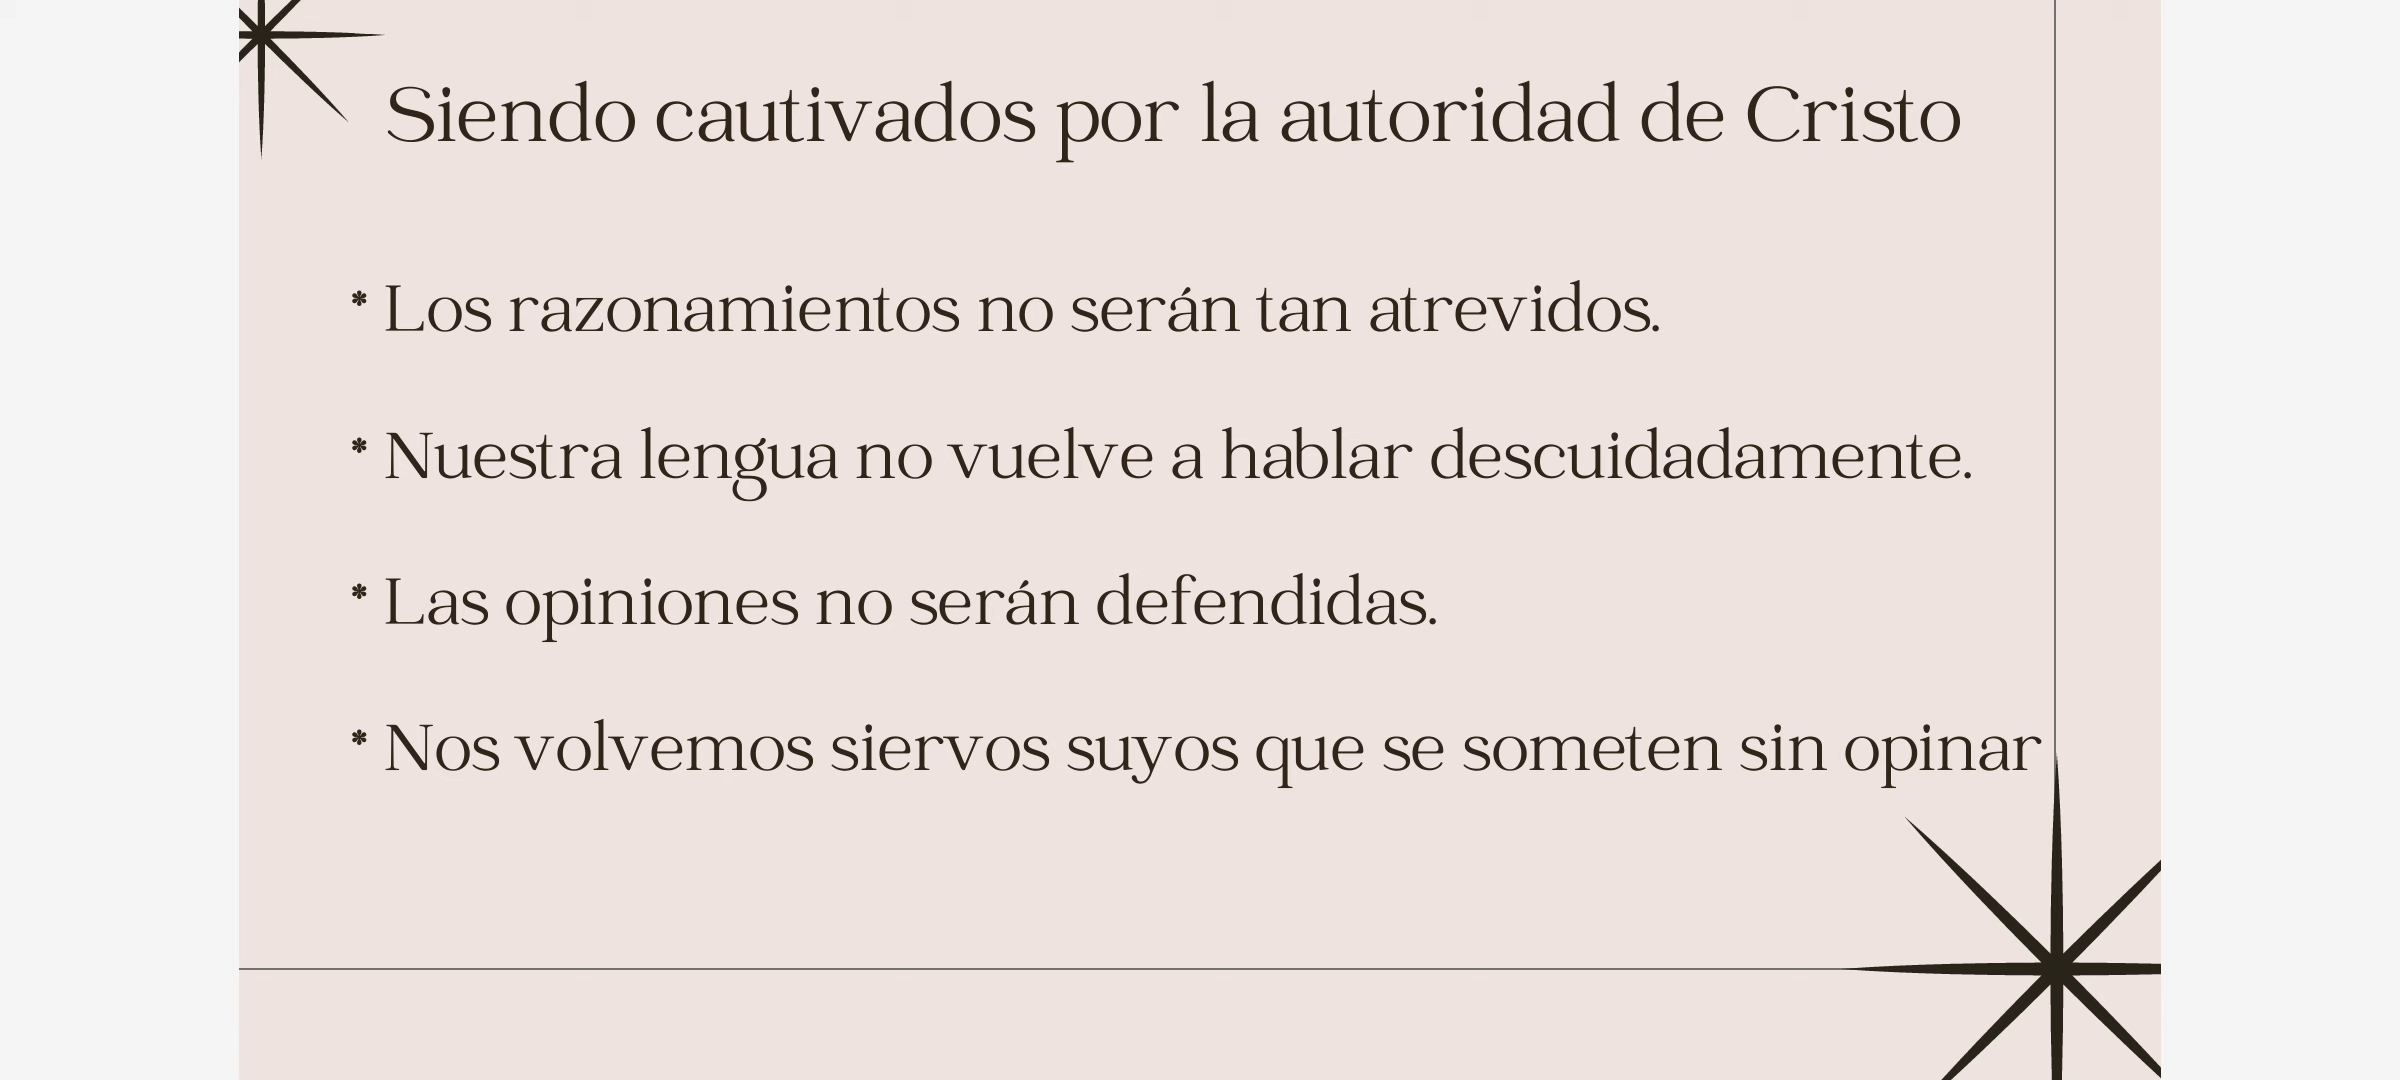 Siendo cautivados por la autoridad de Cristo
* Los razonamientos no serán tan atrevidos.
* Nuestra lengua no vuelve a hablar descuidadamente.
* Las opiniones no serán defendidas.
* Nos volvemos siervos suyos que se someten sin opinar